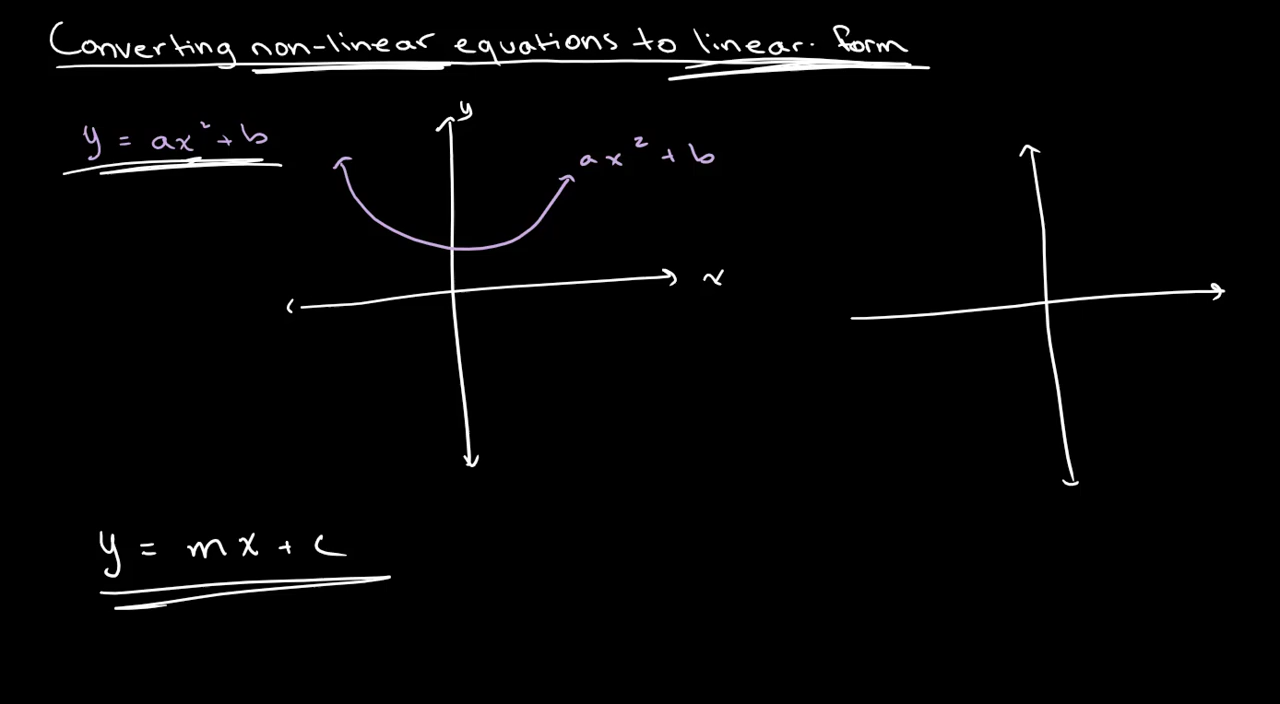 Converting non-linear equations to linear. form
y
y = ax² + b
ax² + b
x
y = mx + c